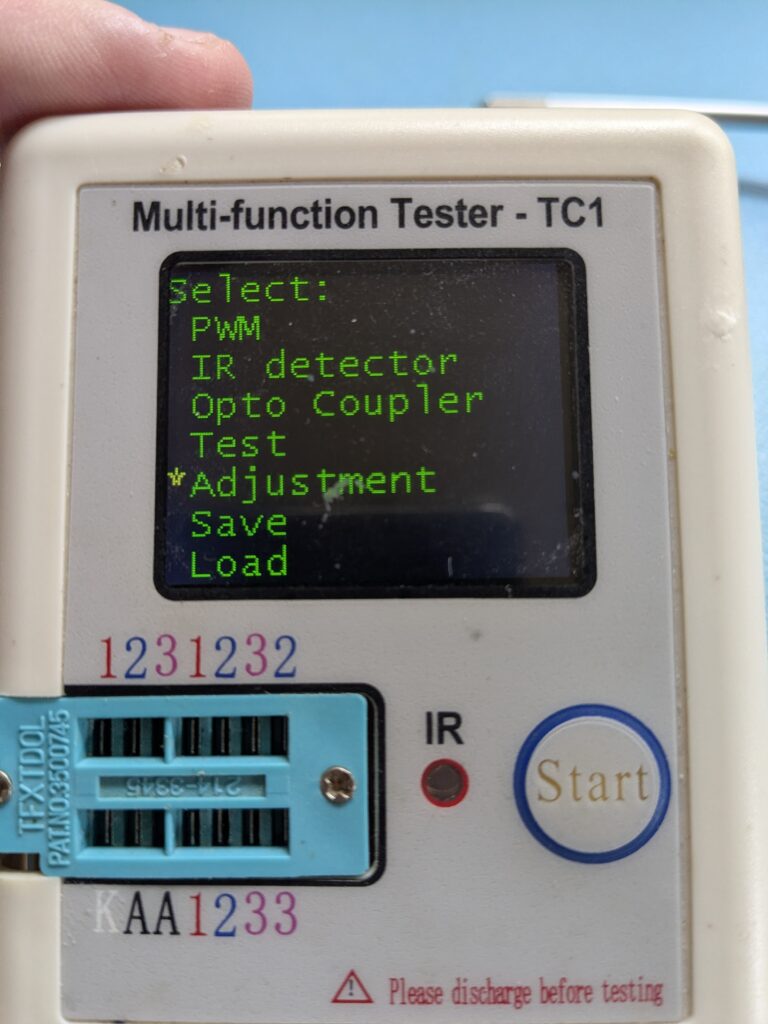 Multi-function Tester - TC1
Select:
PWM
IR detector
Opto Coupler
Test
*Adjustment
Save
Load
1231232
TFXTDOL
PAT.NO.3500745
214-3345
IR
Start
KAA1233
Please discharge before testing